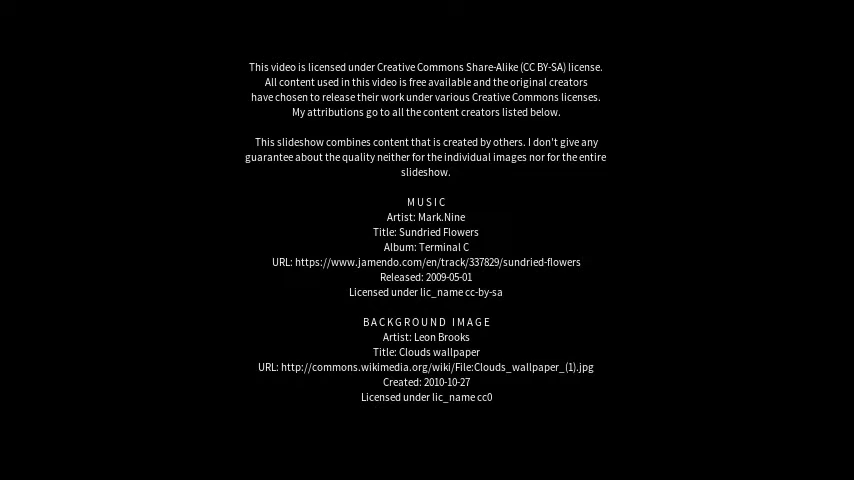 This video is licensed under Creative Commons Share-Alike (CC BY-SA) license.
All content used in this video is free available and the original creators
have chosen to release their work under various Creative Commons licenses.
My attributions go to all the content creators listed below.
This slideshow combines content that is created by others. I don't give any
guarantee about the quality neither for the individual images nor for the entire
slideshow.
MUSIC
Artist: Mark.Nine
Title: Sundried Flowers
Album: Terminal C
URL: https://www.jamendo.com/en/track/337829/sundried-flowers
Released: 2009-05-01
Licensed under lic_name cc-by-sa
BACKGROUND IMAGE
Artist: Leon Brooks
Title: Clouds wallpaper
URL: http://commons.wikimedia.org/wiki/File:Clouds_wallpaper_(1).jpg
Created: 2010-10-27
Licensed under lic_name cc0